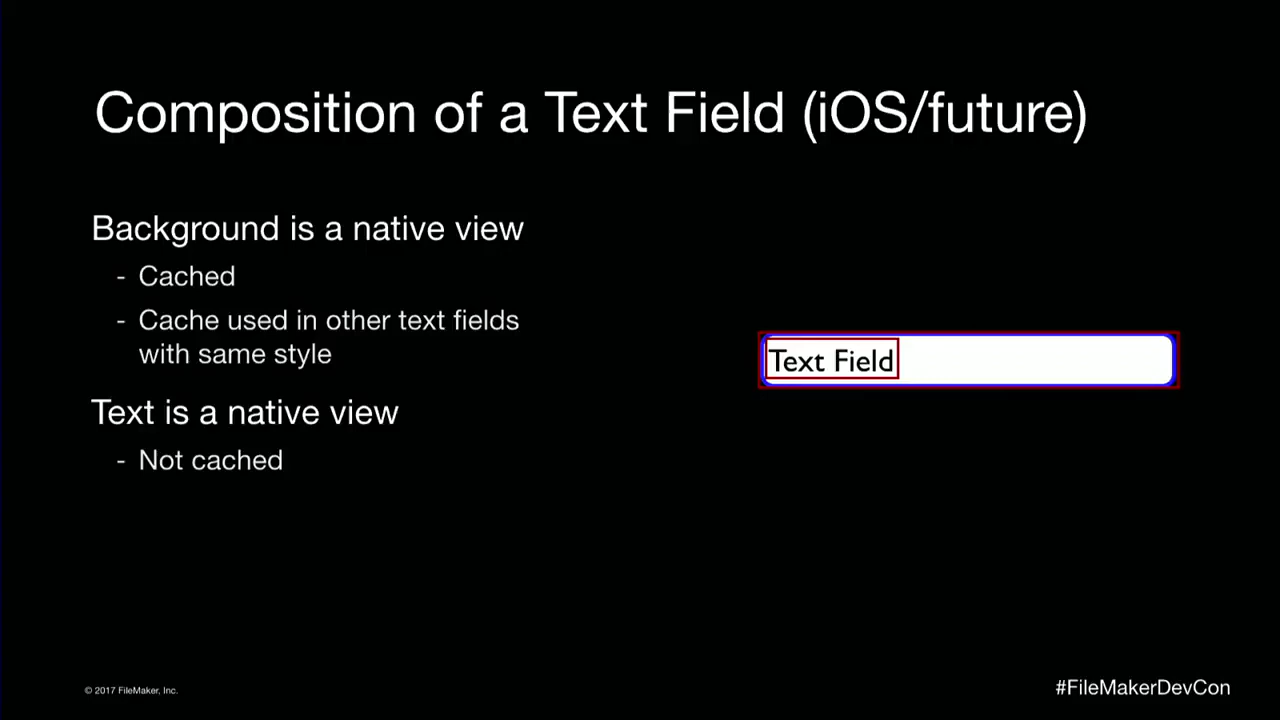 Composition of a Text Field (iOS/future)
Background is a native view
- Cached
- Cache used in other text fields
with same style
Text is a native view
- Not cached
Text Field
© 2017 FileMaker, Inc.
#FileMakerDevCon